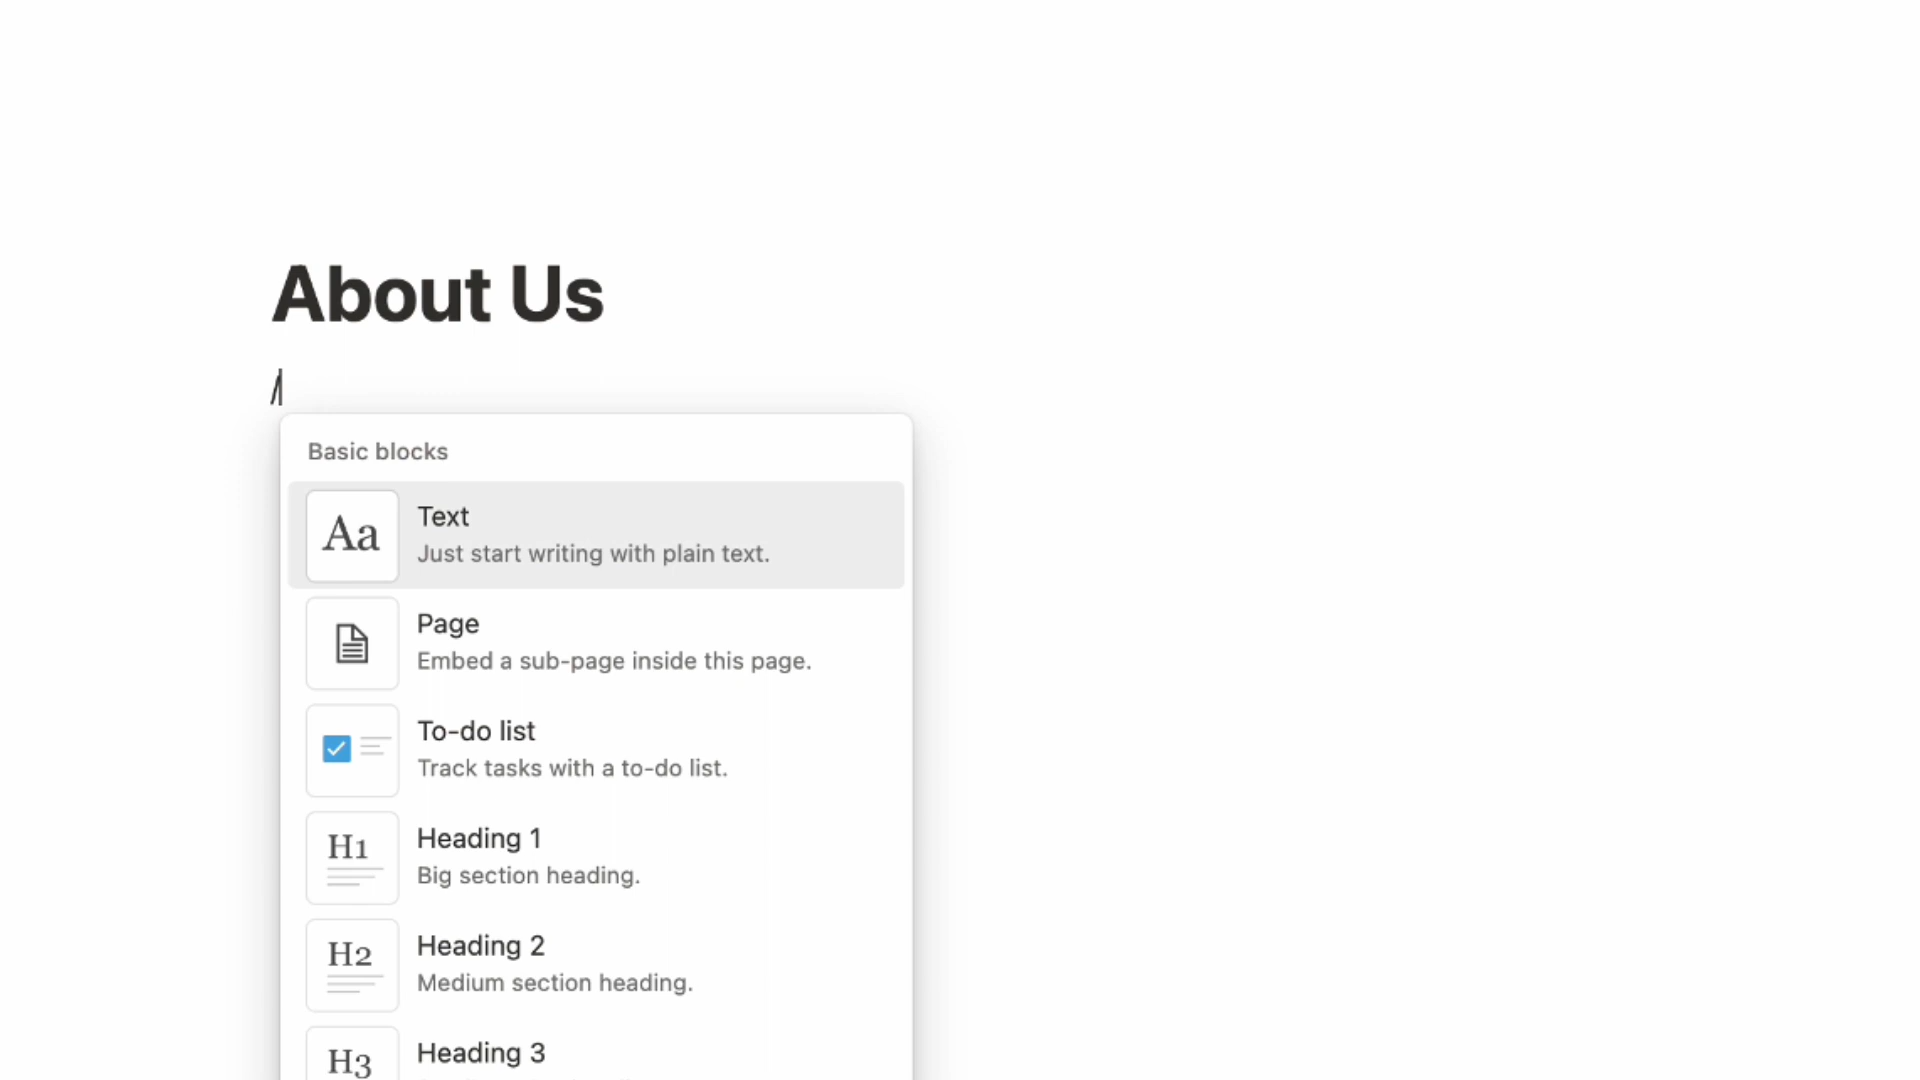 About Us
/
Basic blocks
Aa
Text
Just start writing with plain text.
Page
Embed a sub-page inside this page.
To-do list
Track tasks with a to-do list.
H1
Heading 1
Big section heading.
H2
Heading 2
Medium section heading.
H3
Heading 3